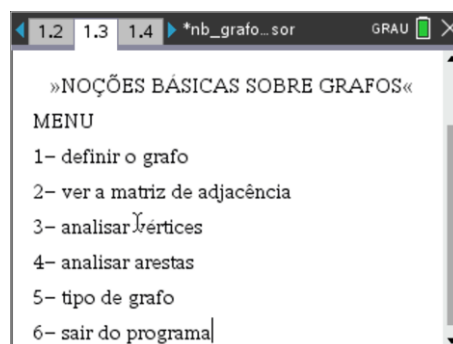 1.2 1.3 1.4 *nb_grafo...sor GRAU
»NOÇÕES BÁSICAS SOBRE GRAFOS«
MENU
1– definir o grafo
2– ver a matriz de adjacência
3– analisar vértices
4– analisar arestas
5– tipo de grafo
6– sair do programa